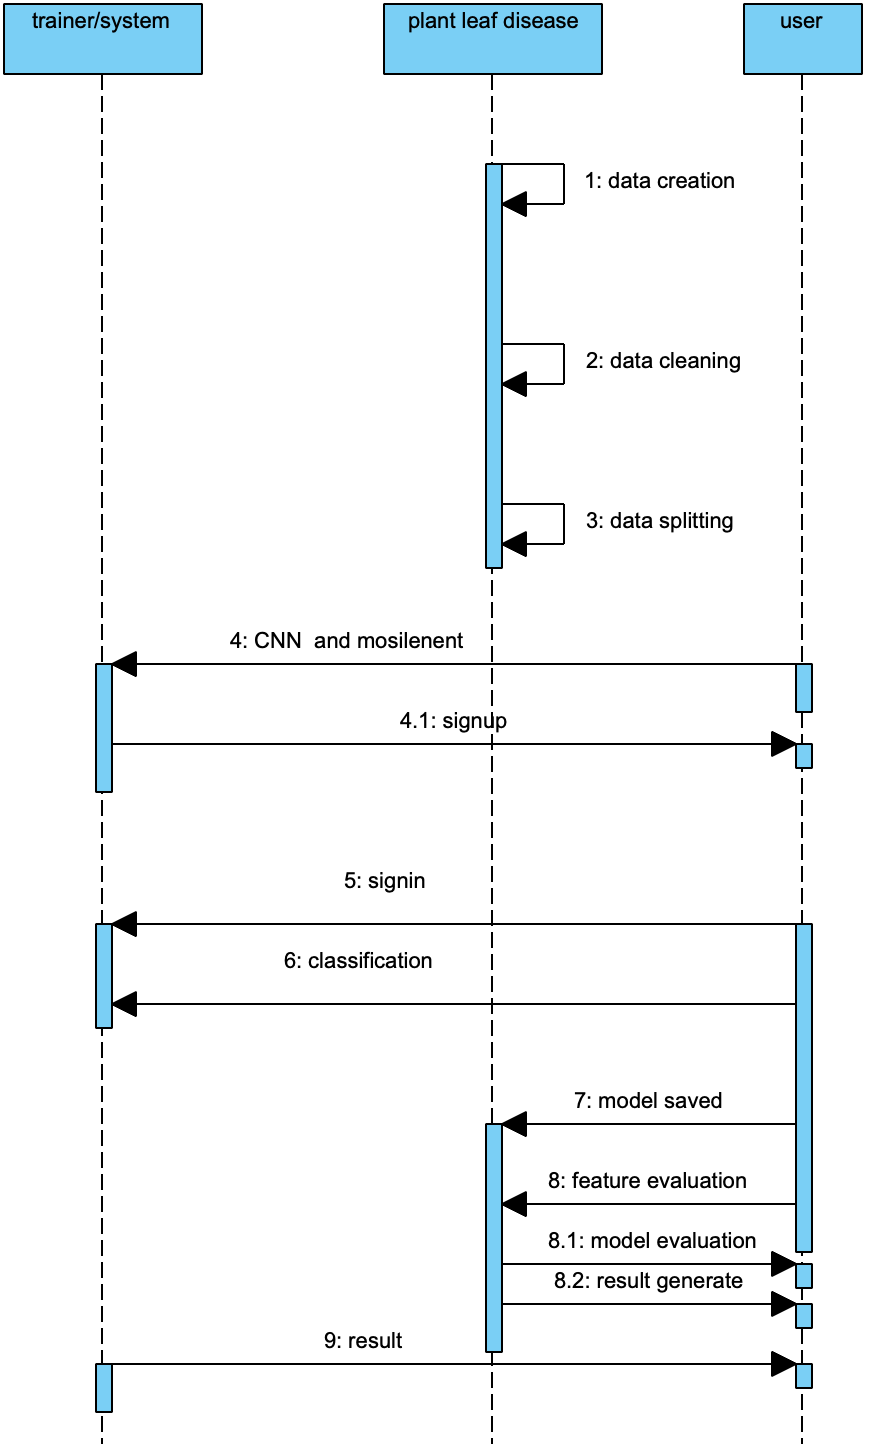 trainer/system
plant leaf disease
user
1: data creation
2: data cleaning
3: data splitting
4: CNN  and mosilenent
4.1: signup
5: signin
6: classification
7: model saved
8: feature evaluation
8.1: model evaluation
8.2: result generate
9: result